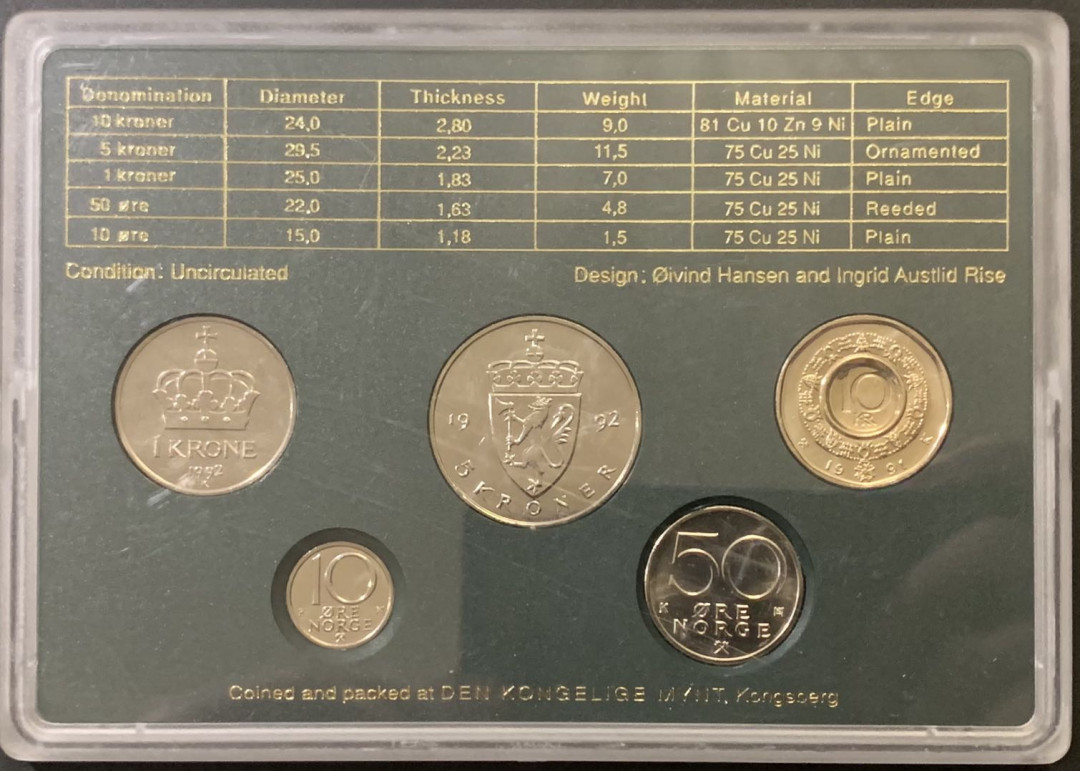 Denomination Diameter Thickness Weight Material Edge
10 kroner 24,0 2,80 9,0 81 Cu 10 Zn 9 Ni Plain
5 kroner 29,5 2,23 11,5 75 Cu 25 Ni Ornamented
1 kroner 25,0 1,83 7,0 75 Cu 25 Ni Plain
50 øre 22,0 1,63 4,8 75 Cu 25 Ni Reeded
10 øre 15,0 1,18 1,5 75 Cu 25 Ni Plain
Condition: Uncirculated Design: Øivind Hansen and Ingrid Austlid Rise
1 KRONE
1992
K
19 92
5 KRONER
10
KR
K
19 91
10
ØRE
NORGE
50
K
ØRE
NORGE
Coined and packed at DEN KONGELIGE MYNT, Kongsberg